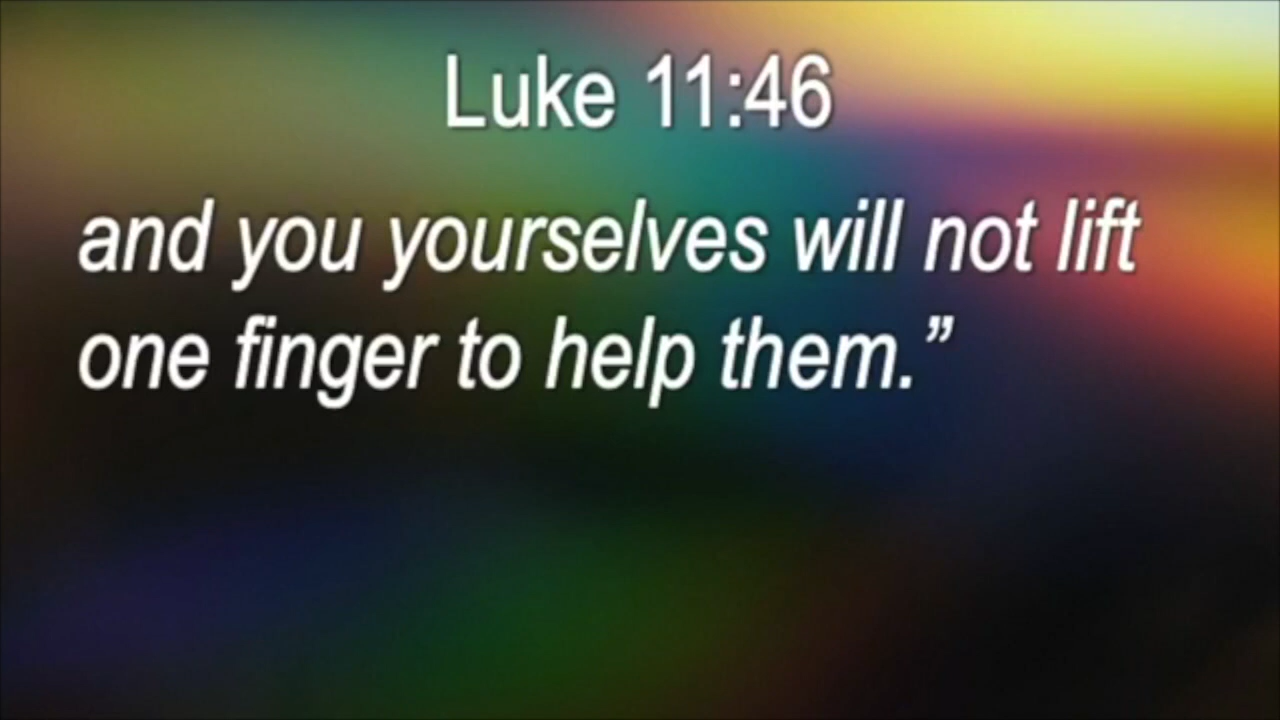 Luke 11:46
and you yourselves will not lift
one finger to help them.”